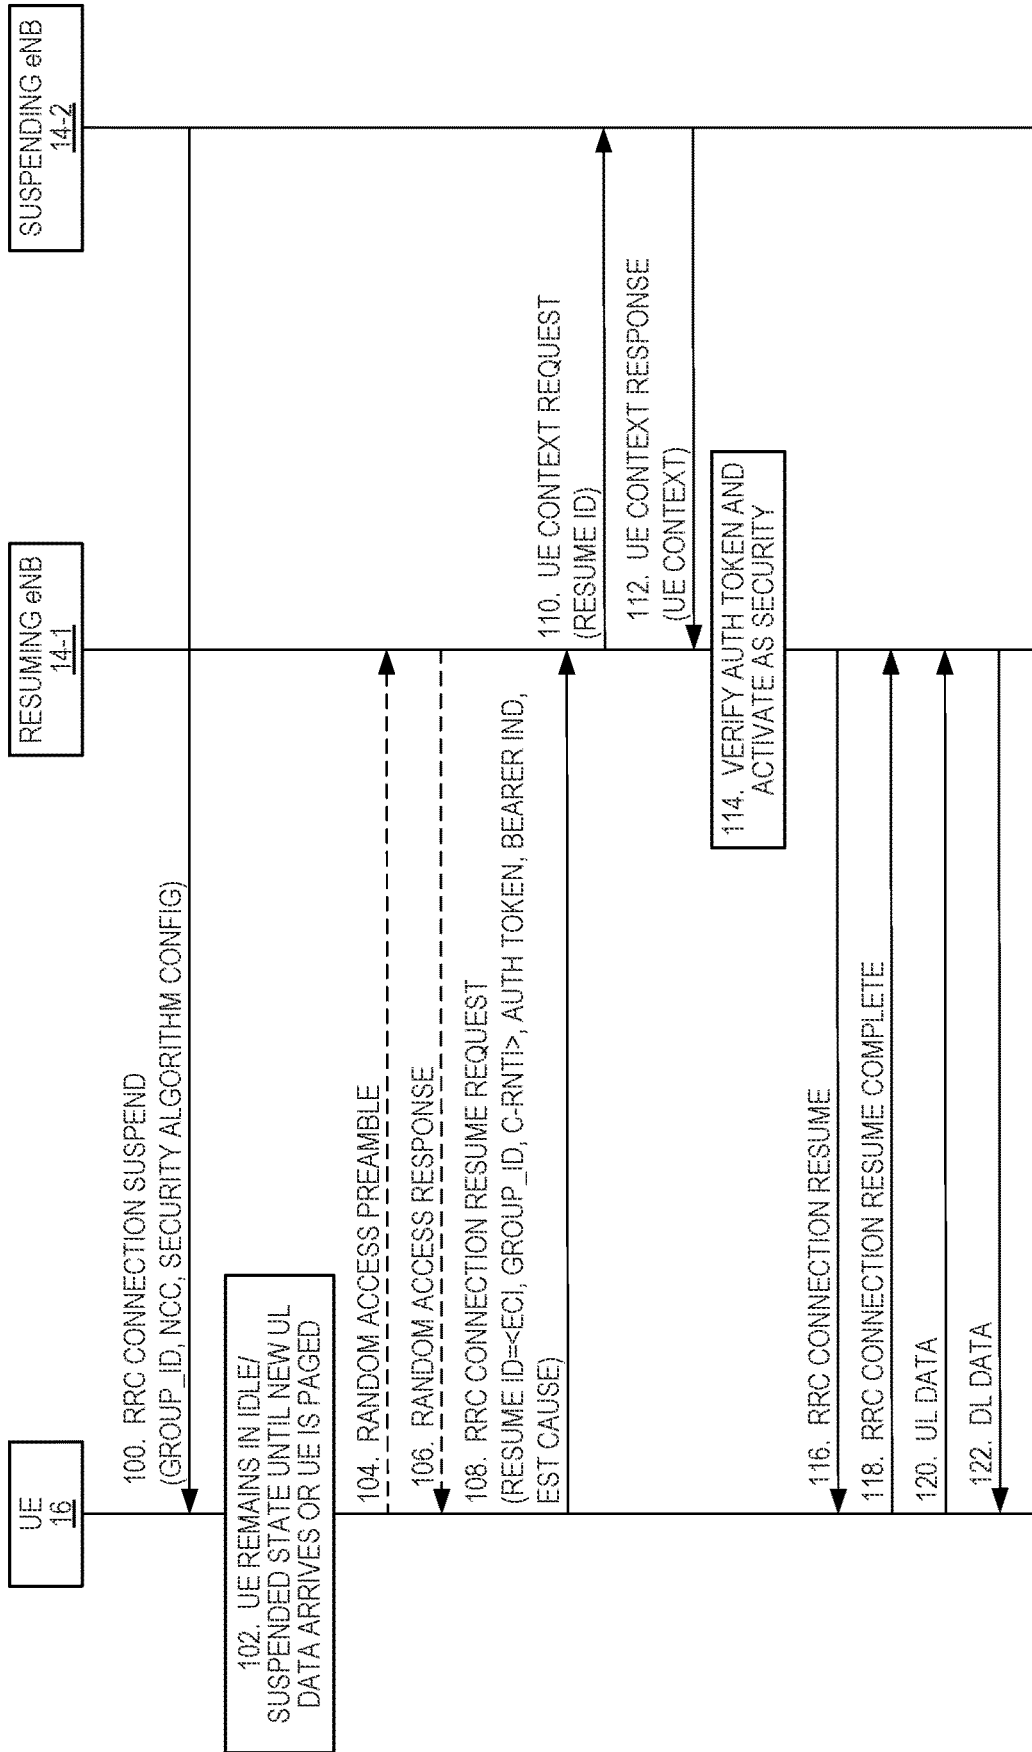 UE
16
RESUMING eNB
14-1
SUSPENDING eNB
14-2
100. RRC CONNECTION SUSPEND
(GROUP_ID, NCC, SECURITY ALGORITHM CONFIG)
102. UE REMAINS IN IDLE/
SUSPENDED STATE UNTIL NEW UL
DATA ARRIVES OR UE IS PAGED
104. RANDOM ACCESS PREAMBLE
106. RANDOM ACCESS RESPONSE
108. RRC CONNECTION RESUME REQUEST
(RESUME ID=<ECI, GROUP_ID, C-RNTI>, AUTH TOKEN, BEARER IND,
EST CAUSE)
110. UE CONTEXT REQUEST
(RESUME ID)
112. UE CONTEXT RESPONSE
(UE CONTEXT)
114. VERIFY AUTH TOKEN AND
ACTIVATE AS SECURITY
116. RRC CONNECTION RESUME
118. RRC CONNECTION RESUME COMPLETE
120. UL DATA
122. DL DATA